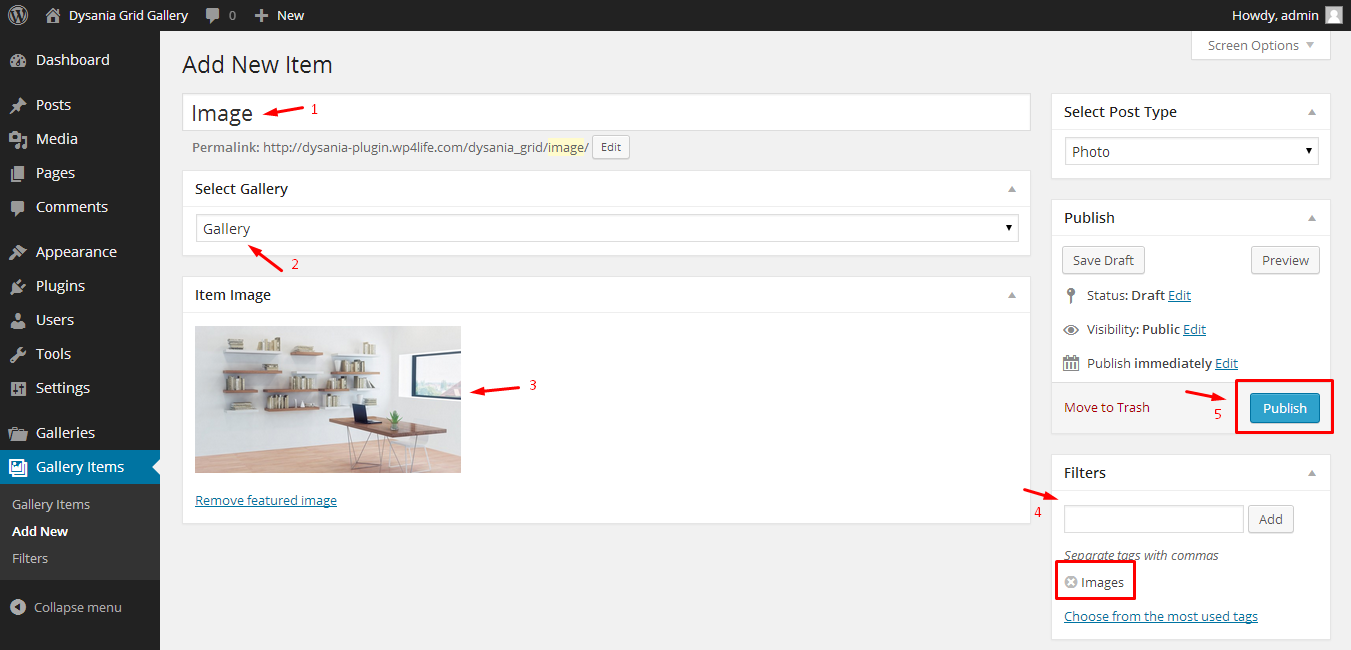 Dysania Grid Gallery 0 New Howdy, admin
Screen Options
Dashboard
Posts
Media
Pages
Comments
Appearance
Plugins
Users
Tools
Settings
Galleries
Gallery Items
Gallery Items
Add New
Filters
Collapse menu
Add New Item
Image 1
Permalink: http://dysania-plugin.wp4life.com/dysania_grid/image/ Edit
Select Gallery
Gallery
2
Item Image
3
Remove featured image
Select Post Type
Photo
Publish
Save Draft Preview
Status: Draft Edit
Visibility: Public Edit
Publish immediately Edit
Move to Trash 5 Publish
Filters
4
Add
Separate tags with commas
Images
Choose from the most used tags